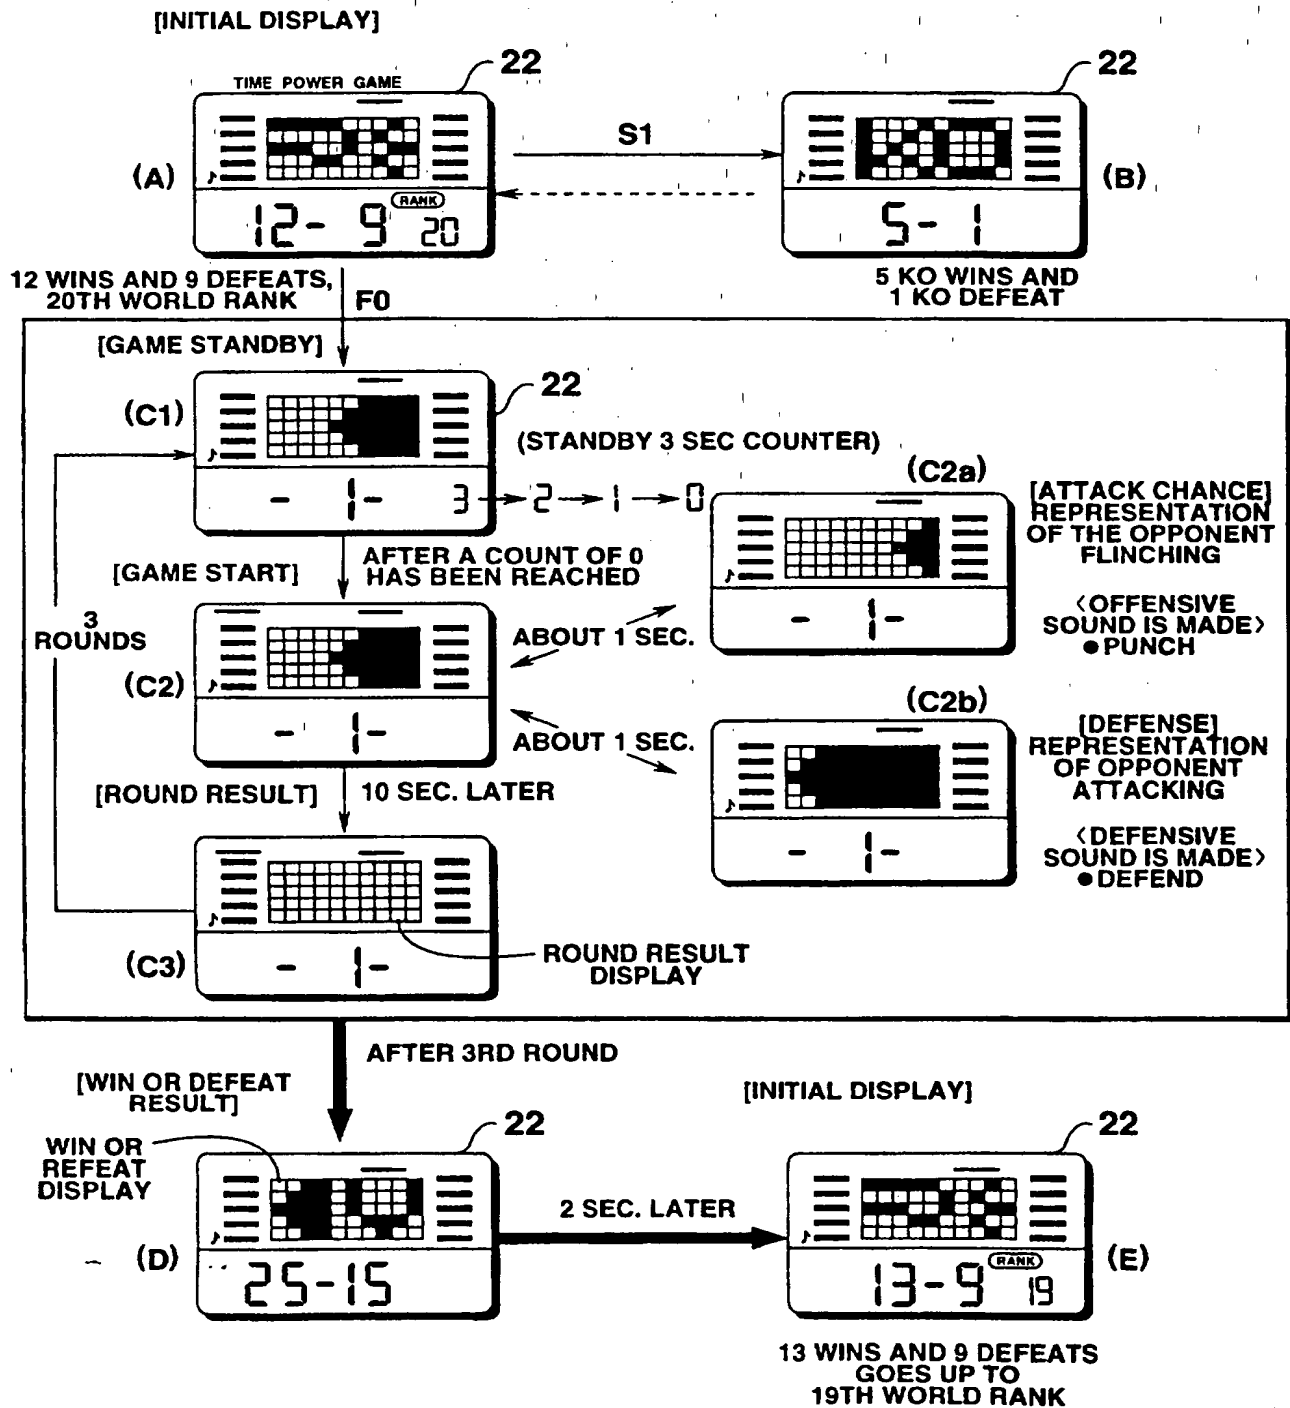 [INITIAL DISPLAY]
22
22
TIME POWER GAME
S1
(A)
♪
♪
(B)
RANK
12- 9 20
5- 1
12 WINS AND 9 DEFEATS,
20TH WORLD RANK
F0
5 KO WINS AND
1 KO DEFEAT
[GAME STANDBY]
22
(C1)
♪
(STANDBY 3 SEC COUNTER)
- 1- 3 → 2 → 1 → 0
(C2a)
[ATTACK CHANCE]
REPRESENTATION
OF THE OPPONENT
FLINCHING
♪
- 1-
<OFFENSIVE
SOUND IS MADE>
●PUNCH
AFTER A COUNT OF 0
HAS BEEN REACHED
[GAME START]
3
ROUNDS
ABOUT 1 SEC.
(C2)
♪
- 1-
(C2b)
ABOUT 1 SEC.
[DEFENSE]
REPRESENTATION
OF OPPONENT
ATTACKING
♪
- 1-
<DEFENSIVE
SOUND IS MADE>
●DEFEND
[ROUND RESULT]
10 SEC. LATER
♪
(C3)
- 1-
ROUND RESULT
DISPLAY
AFTER 3RD ROUND
[WIN OR DEFEAT
RESULT]
[INITIAL DISPLAY]
22
22
WIN OR
REFEAT
DISPLAY
2 SEC. LATER
(D)
♪
♪
(E)
25-15
RANK
13-9 19
13 WINS AND 9 DEFEATS
GOES UP TO
19TH WORLD RANK